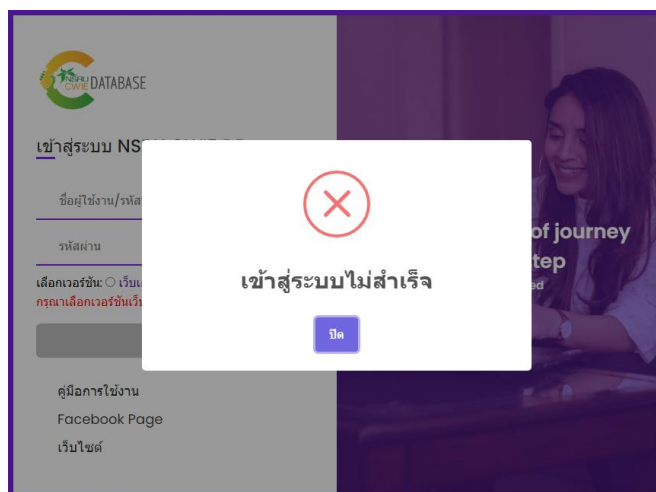 NSRU
CWIE DATABASE
เข้าสู่ระบบ NS
ชื่อผู้ใช้งาน/รหัส
รหัสผ่าน
เลือกเวอร์ชัน:
กรุณาเลือกเวอร์ชันเว็บ
เข้าสู่ระบบไม่สำเร็จ
ปิด
of journey
tep
ed
คู่มือการใช้งาน
Facebook Page
เว็บไซต์